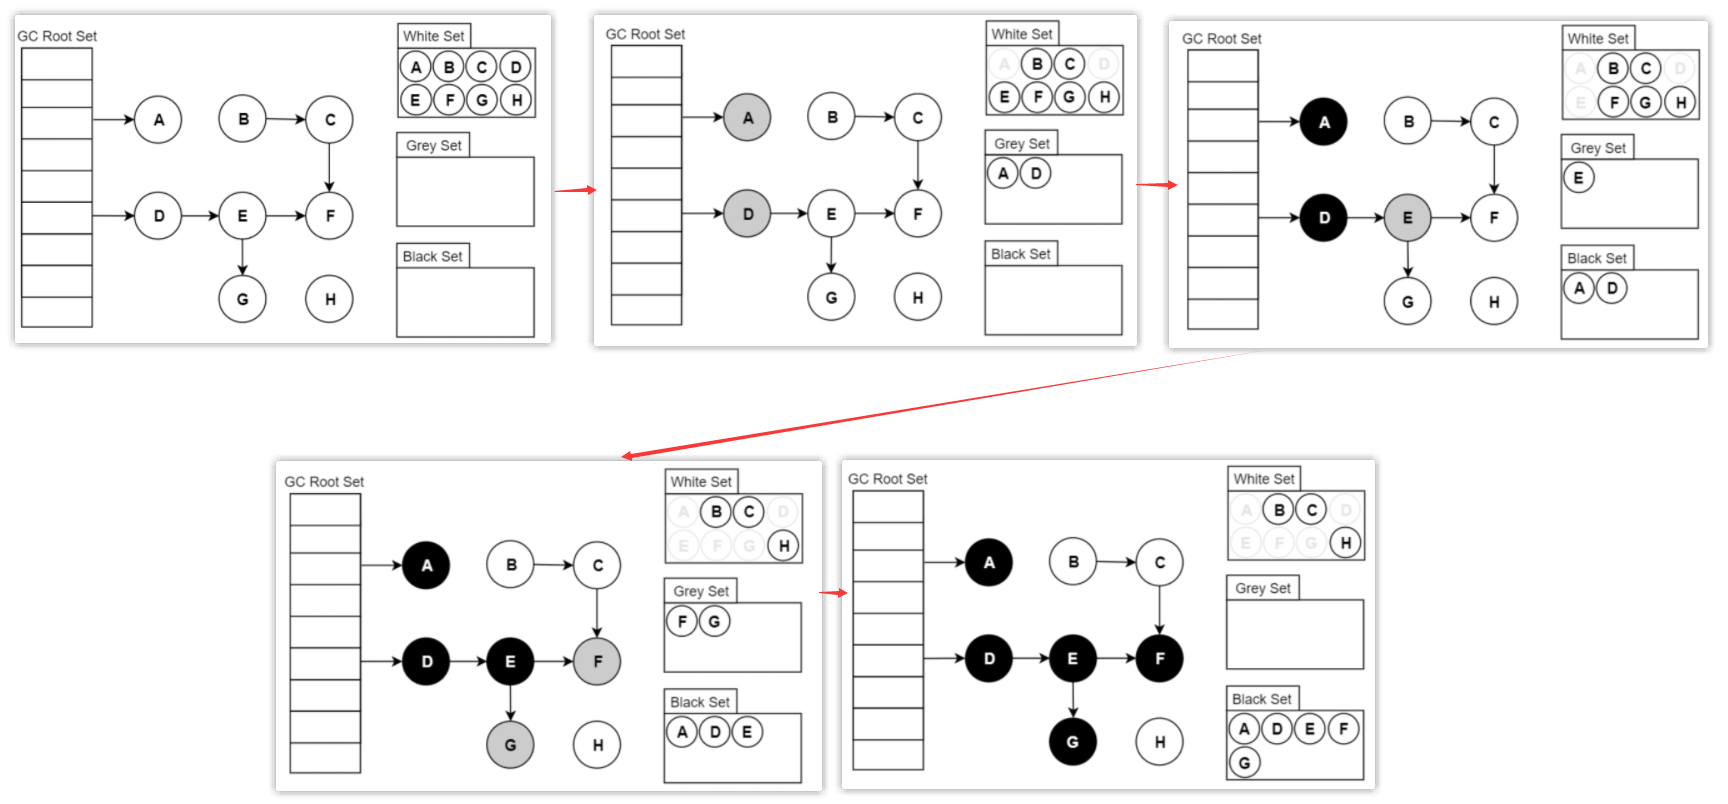 GC Root Set
White Set
A B C D
A B C
E F G H
Grey Set
D E F
Black Set
G H
GC Root Set
White Set
A B C D
A B C
E F G H
Grey Set
A D
D E F
Black Set
G H
GC Root Set
White Set
A B C D
A B C
E F G H
Grey Set
E
D E F
Black Set
A D
G H
GC Root Set
White Set
A B C D
E F G H
A B C
Grey Set
F G
D E F
Black Set
A D E
G H
GC Root Set
White Set
A B C D
E F G H
A B C
Grey Set
D E F
Black Set
A D E F
G
G H